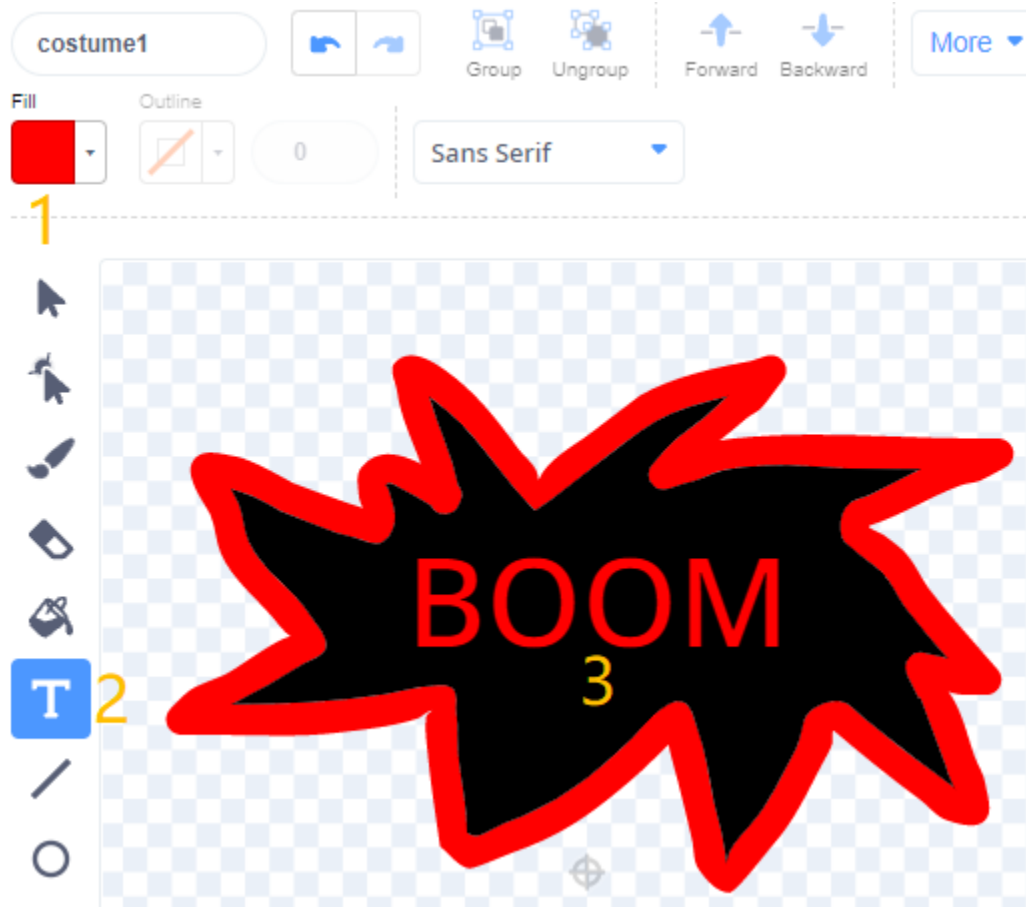 costume1
Group Ungroup Forward Backward More
Fill Outline
0 Sans Serif
1
BOOM
3
T 2